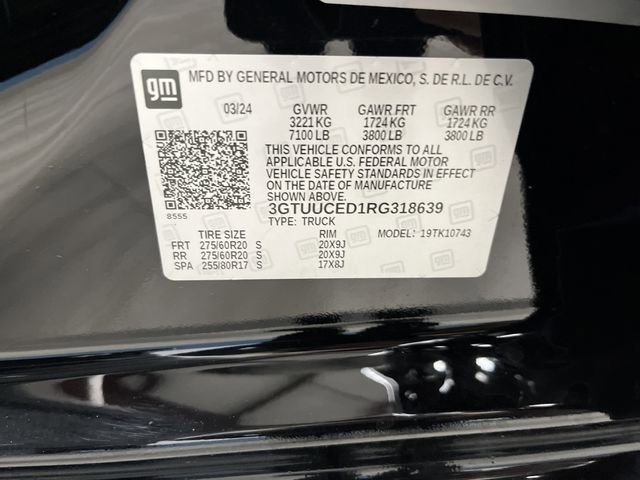 gm
MFD BY GENERAL MOTORS DE MEXICO, S. DE R.L. DE C.V.
03/24 GVWR GAWR FRT GAWR RR
3221 KG 1724 KG 1724 KG
7100 LB 3800 LB 3800 LB
THIS VEHICLE CONFORMS TO ALL
APPLICABLE U.S. FEDERAL MOTOR
VEHICLE SAFETY STANDARDS IN
EFFECT ON THE DATE OF MANUFACTURE
SHOWN ABOVE.
8555
3GTUUCED1RG318639
TYPE: TRUCK MODEL: 19TK10743
TIRE SIZE RIM
FRT 275/60R20 S 20X9J
RR 275/60R20 S 20X9J
SPA 255/80R17 S 17X8J